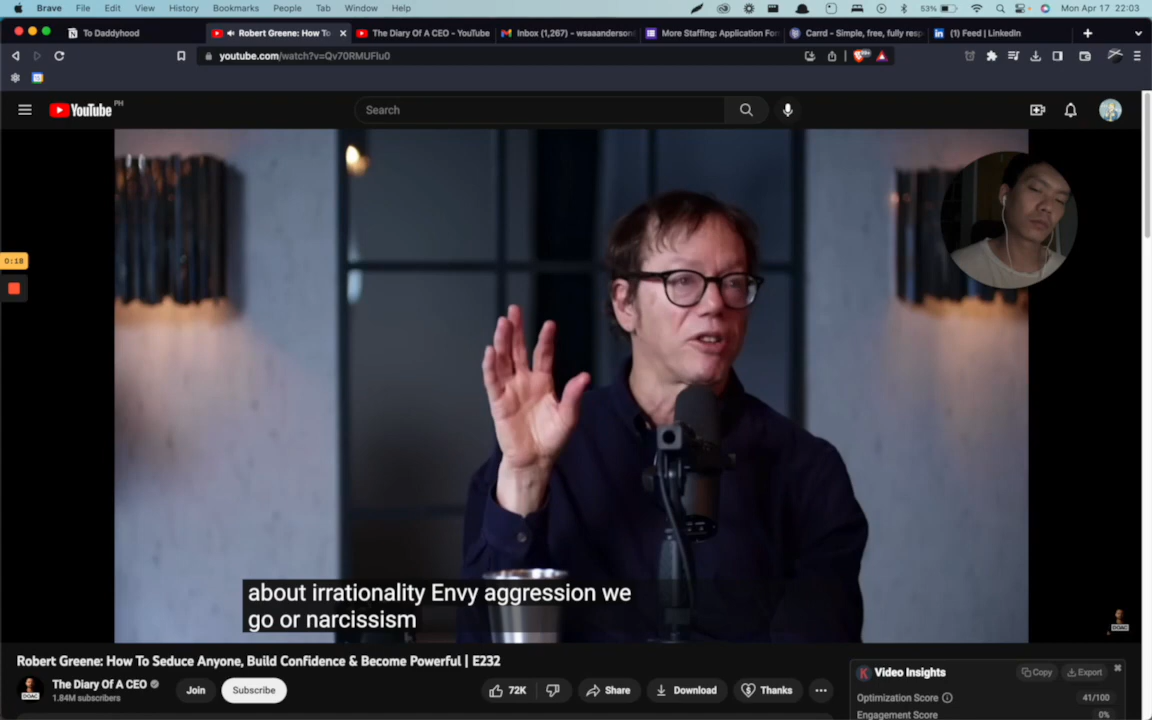 Brave File Edit View History Bookmarks People Tab Window Help 53% Mon Apr 17 22:03
To Daddyhood
Robert Greene: How To
The Diary Of A CEO - YouTube
Inbox (1,267) - wsaaanderson
More Staffing: Application For
Carrd - Simple, free, fully resp
(1) Feed | LinkedIn
youtube.com/watch?v=Qv70RMUFlu0
YouTube PH
Search
0:18
about irrationality Envy aggression we
go or narcissism
DOAC
Robert Greene: How To Seduce Anyone, Build Confidence & Become Powerful | E232
The Diary Of A CEO
1.84M subscribers
Join
Subscribe
72K
Share
Download
Thanks
Video Insights
Copy
Export
Optimization Score
41/100
Engagement Score
0%